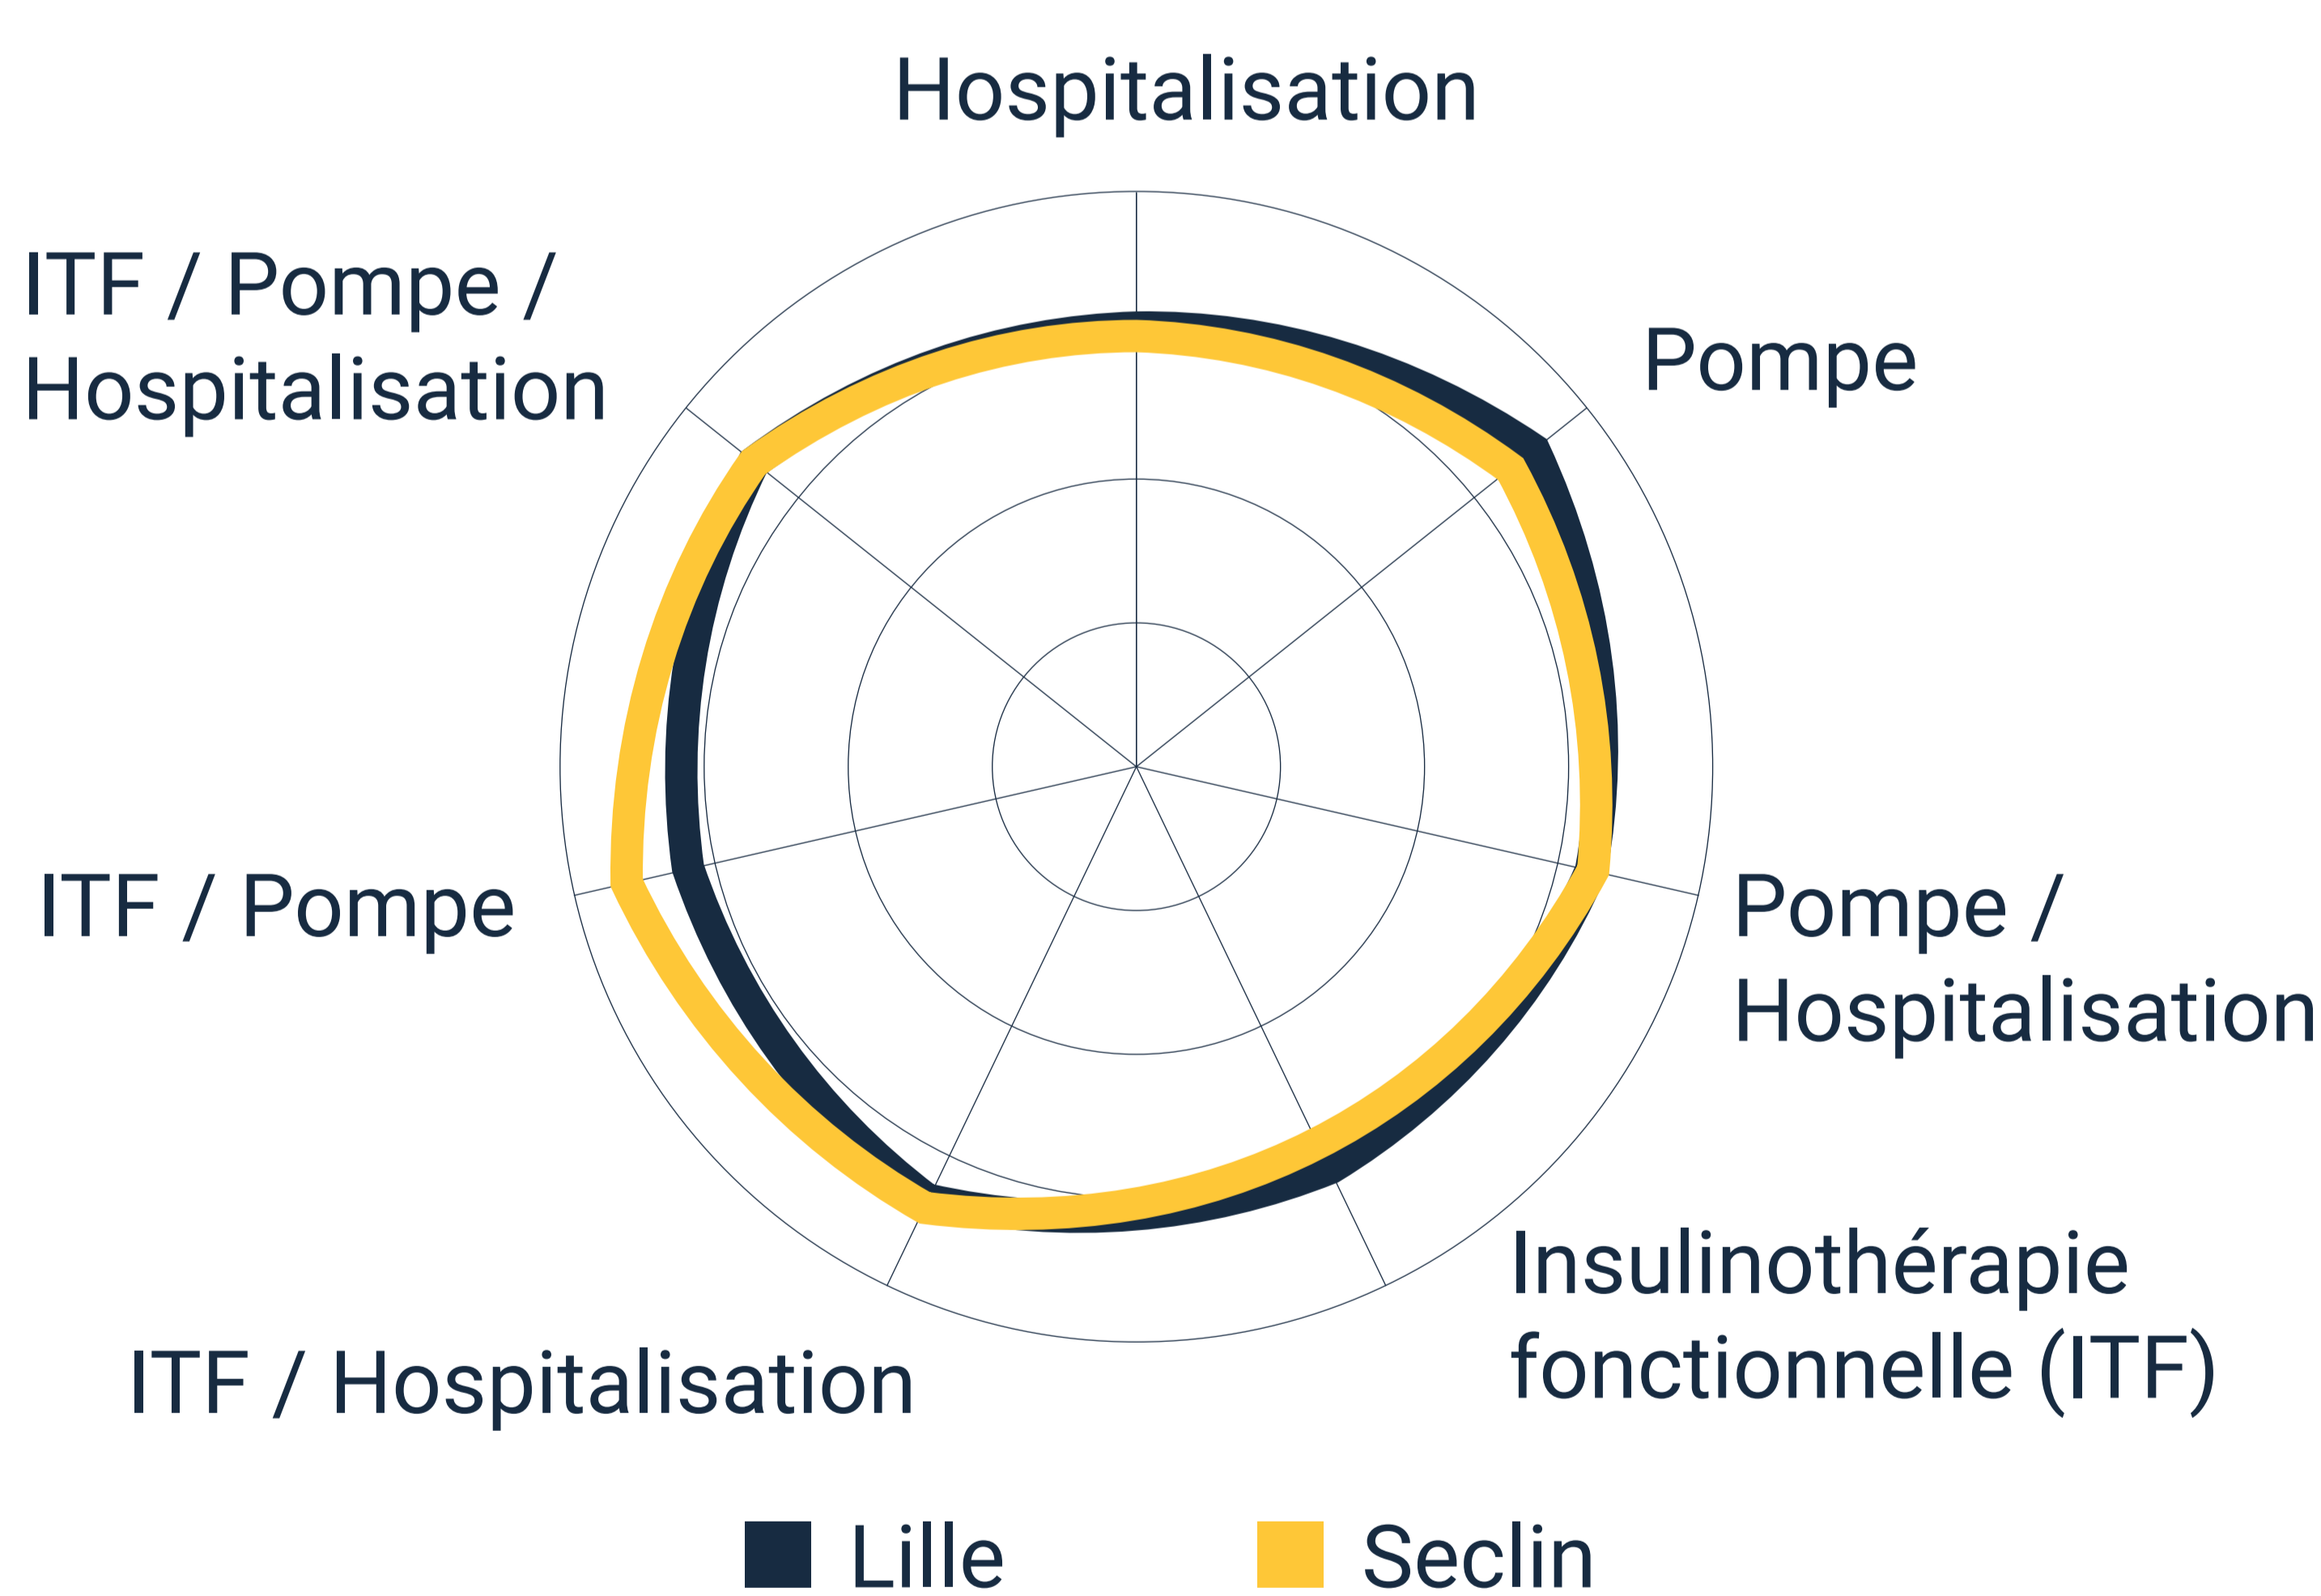 Hospitalisation
ITF / Pompe /
Hospitalisation
Pompe
ITF / Pompe
Pompe /
Hospitalisation
Insulinothérapie
fonctionnelle (ITF)
ITF / Hospitalisation
Lille
Seclin